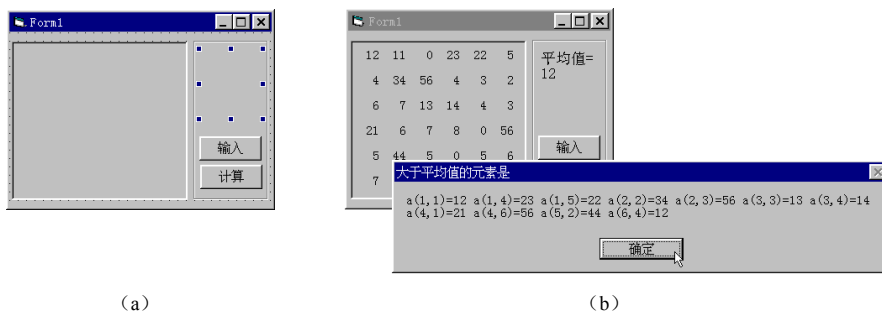 Form1
输入
计算
Form1
12 11 0 23 22 5
4 34 56 4 3 2
6 7 13 14 4 3
21 6 7 8 0 56
5 44 5 0 5 6
7
平均值=
12
输入
大于平均值的元素是
a(1,1)=12 a(1,4)=23 a(1,5)=22 a(2,2)=34 a(2,3)=56 a(3,3)=13 a(3,4)=14
a(4,1)=21 a(4,6)=56 a(5,2)=44 a(6,4)=12
确定
（a）
（b）